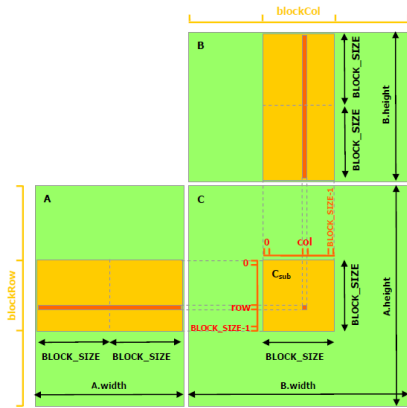 blockCol
B
BLOCK_SIZE
BLOCK_SIZE
B.height
A
C
BLOCK_SIZE-1
0
col
blockRow
0
Csub
row
BLOCK_SIZE-1
BLOCK_SIZE
A.height
BLOCK_SIZE
BLOCK_SIZE
BLOCK_SIZE
A.width
B.width